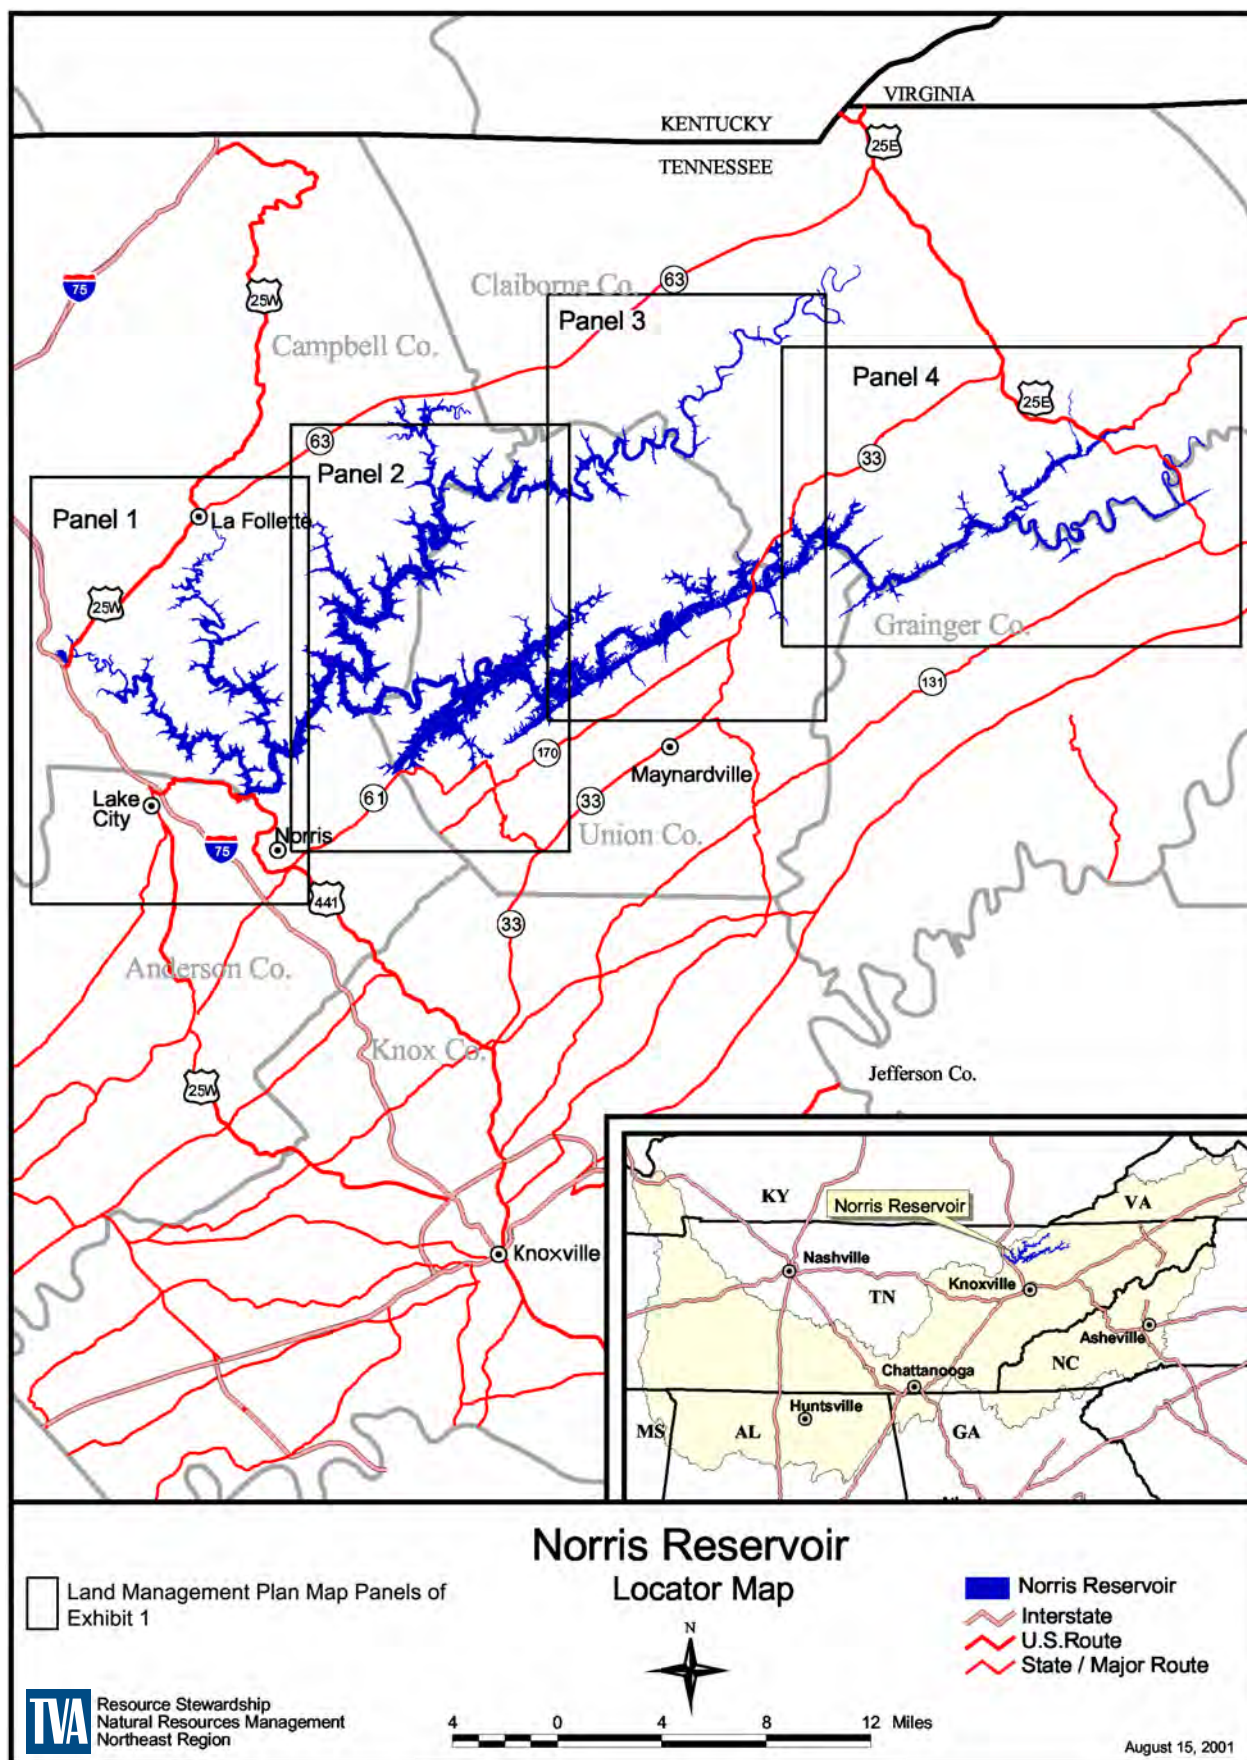 VIRGINIA
KENTUCKY
TENNESSEE
25E
75
25W
Claiborne Co.
63
Panel 3
Campbell Co.
Panel 4
25E
63
33
Panel 2
Panel 1
La Follette
25W
Grainger Co.
131
170
Maynardville
61
33
Lake
City
Union Co.
75
Norris
441
33
Anderson Co.
Knox Co.
25W
Jefferson Co.
Knoxville
KY
VA
Norris Reservoir
Nashville
Knoxville
TN
Asheville
NC
Chattanooga
Huntsville
MS
AL
GA
Norris Reservoir
Locator Map
Land Management Plan Map Panels of
Exhibit 1
N
Norris Reservoir
Interstate
U.S.Route
State / Major Route
TVA
Resource Stewardship
Natural Resources Management
Northeast Region
4 0 4 8 12 Miles
August 15, 2001